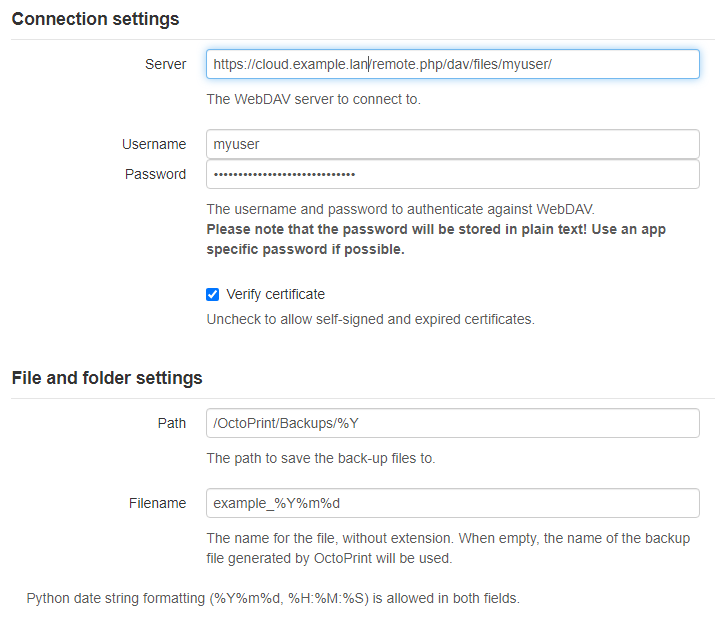 Connection settings
Server https://cloud.example.lan/remote.php/dav/files/myuser/
The WebDAV server to connect to.
Username myuser
Password •••••••••••••••••••••••••••••
The username and password to authenticate against WebDAV.
Please note that the password will be stored in plain text! Use an app
specific password if possible.
Verify certificate
Uncheck to allow self-signed and expired certificates.
File and folder settings
Path /OctoPrint/Backups/%Y
The path to save the back-up files to.
Filename example_%Y%m%d
The name for the file, without extension. When empty, the name of the backup
file generated by OctoPrint will be used.
Python date string formatting (%Y%m%d, %H:%M:%S) is allowed in both fields.